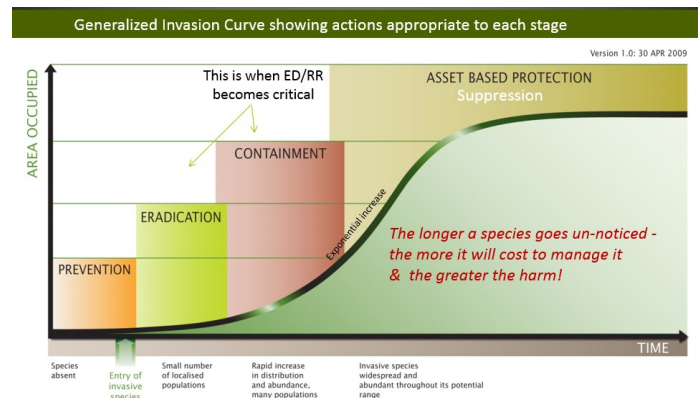 Generalized Invasion Curve showing actions appropriate to each stage
Version 1.0: 30 APR 2009
This is when ED/RR
becomes critical
ASSET BASED PROTECTION
Suppression
AREA OCCUPIED
CONTAINMENT
ERADICATION
PREVENTION
Exponential increase
The longer a species goes un-noticed -
the more it will cost to manage it
& the greater the harm!
TIME
Species
absent
Entry of
invasive
species
Small number
of localised
populations
Rapid increase
in distribution
and abundance,
many populations
Invasive species
widespread and
abundant throughout its potential
range